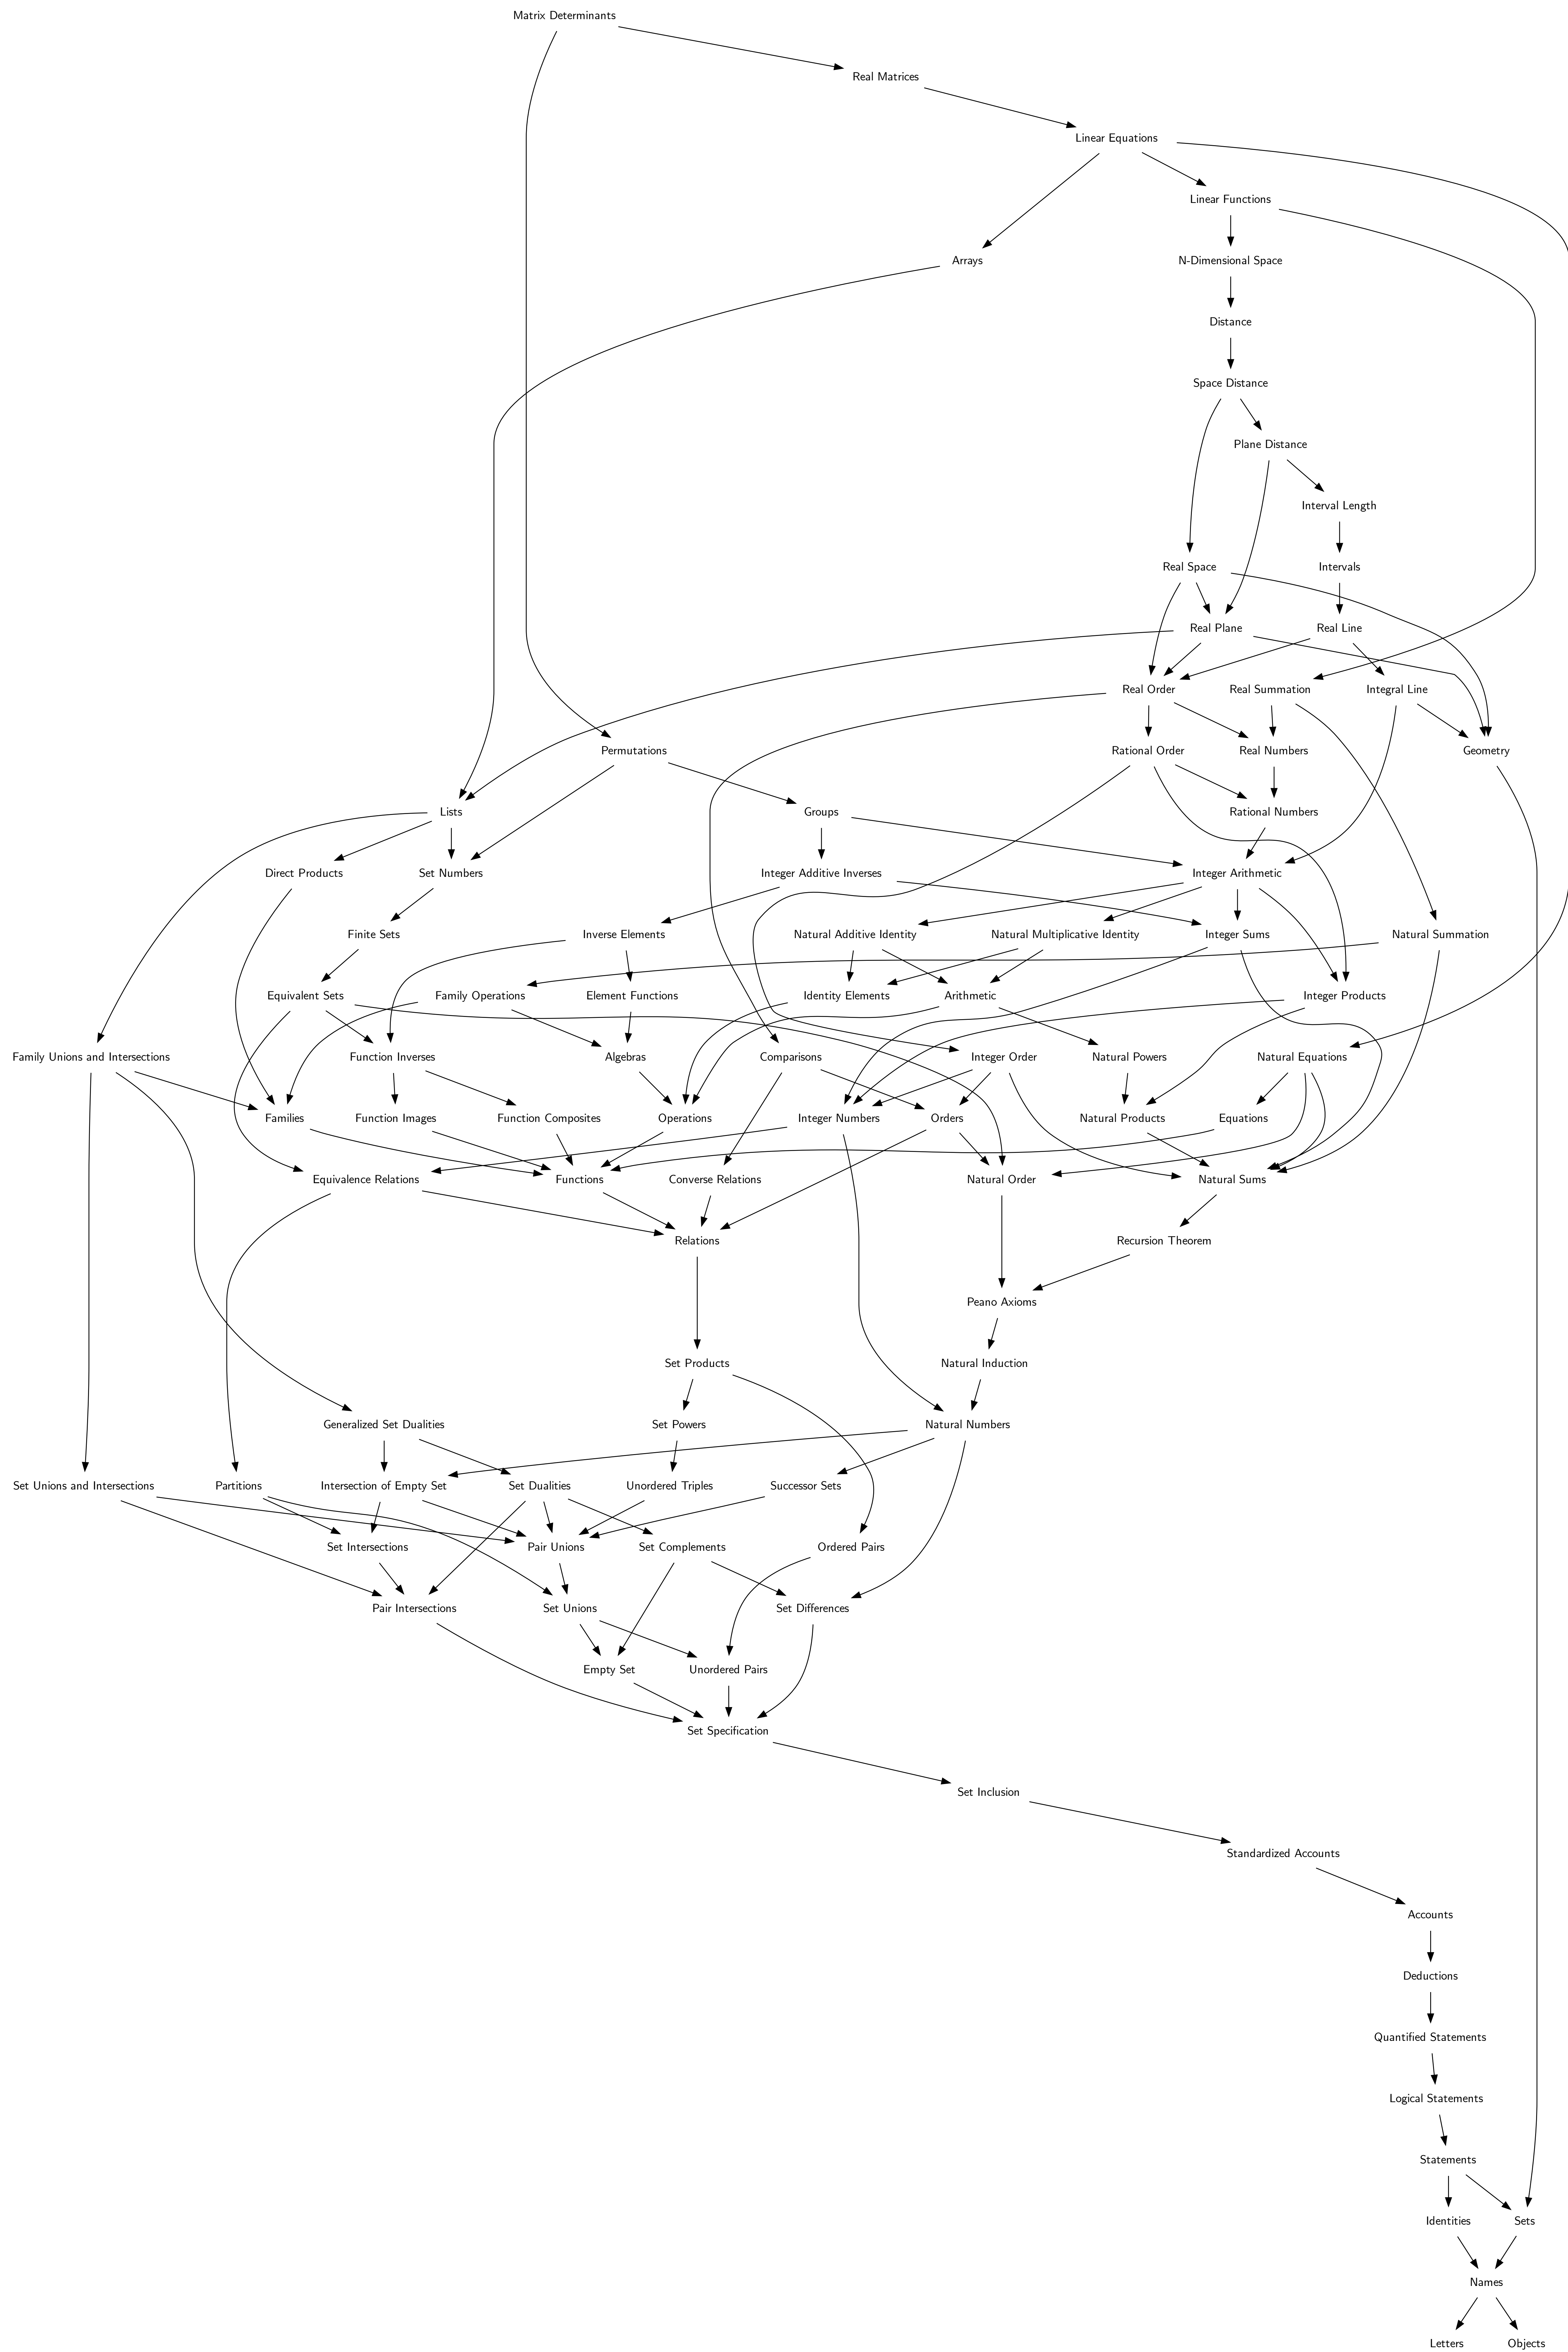 Matrix Determinants
Real Matrices
Linear Equations
Linear Functions
Arrays
N-Dimensional Space
Distance
Space Distance
Plane Distance
Interval Length
Real Space
Intervals
Real Plane
Real Line
Real Order
Real Summation
Integral Line
Permutations
Rational Order
Real Numbers
Geometry
Lists
Groups
Rational Numbers
Direct Products
Set Numbers
Integer Additive Inverses
Integer Arithmetic
Finite Sets
Inverse Elements
Natural Additive Identity
Natural Multiplicative Identity
Integer Sums
Natural Summation
Equivalent Sets
Family Operations
Element Functions
Identity Elements
Arithmetic
Integer Products
Family Unions and Intersections
Function Inverses
Algebras
Comparisons
Integer Order
Natural Powers
Natural Equations
Families
Function Images
Function Composites
Operations
Integer Numbers
Orders
Natural Products
Equations
Equivalence Relations
Functions
Converse Relations
Natural Order
Natural Sums
Relations
Recursion Theorem
Peano Axioms
Set Products
Natural Induction
Generalized Set Dualities
Set Powers
Natural Numbers
Set Unions and Intersections
Partitions
Intersection of Empty Set
Set Dualities
Unordered Triples
Successor Sets
Set Intersections
Pair Unions
Set Complements
Ordered Pairs
Pair Intersections
Set Unions
Set Differences
Empty Set
Unordered Pairs
Set Specification
Set Inclusion
Standardized Accounts
Accounts
Deductions
Quantified Statements
Logical Statements
Statements
Identities
Sets
Names
Letters
Objects